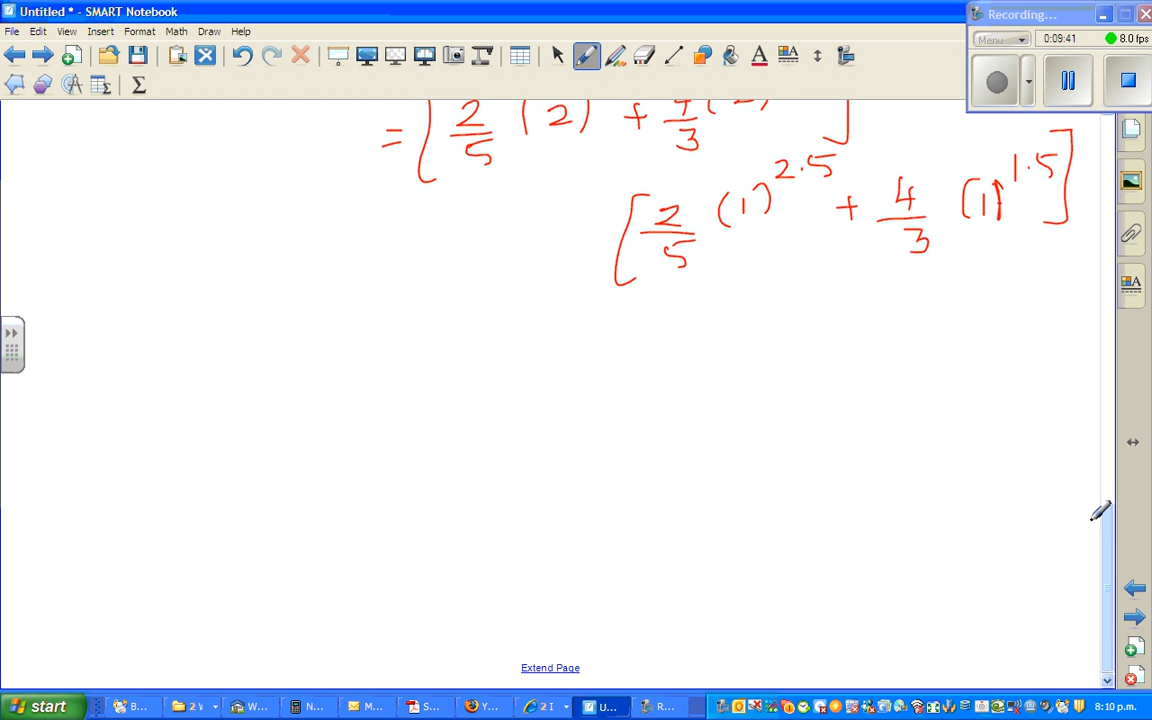 Untitled * - SMART Notebook
Recording...
File Edit View Insert Format Math Draw Help
Menu
0:09:41
8.0 fps
= [ 2/5 (2) + 4/3 ( ) ]
[ 2/5 (1)^2.5 + 4/3 (1)^1.5 ]
Extend Page
start
B...
2 V
W...
N...
M...
S...
Y...
2 I
U...
R...
8:10 p.m.